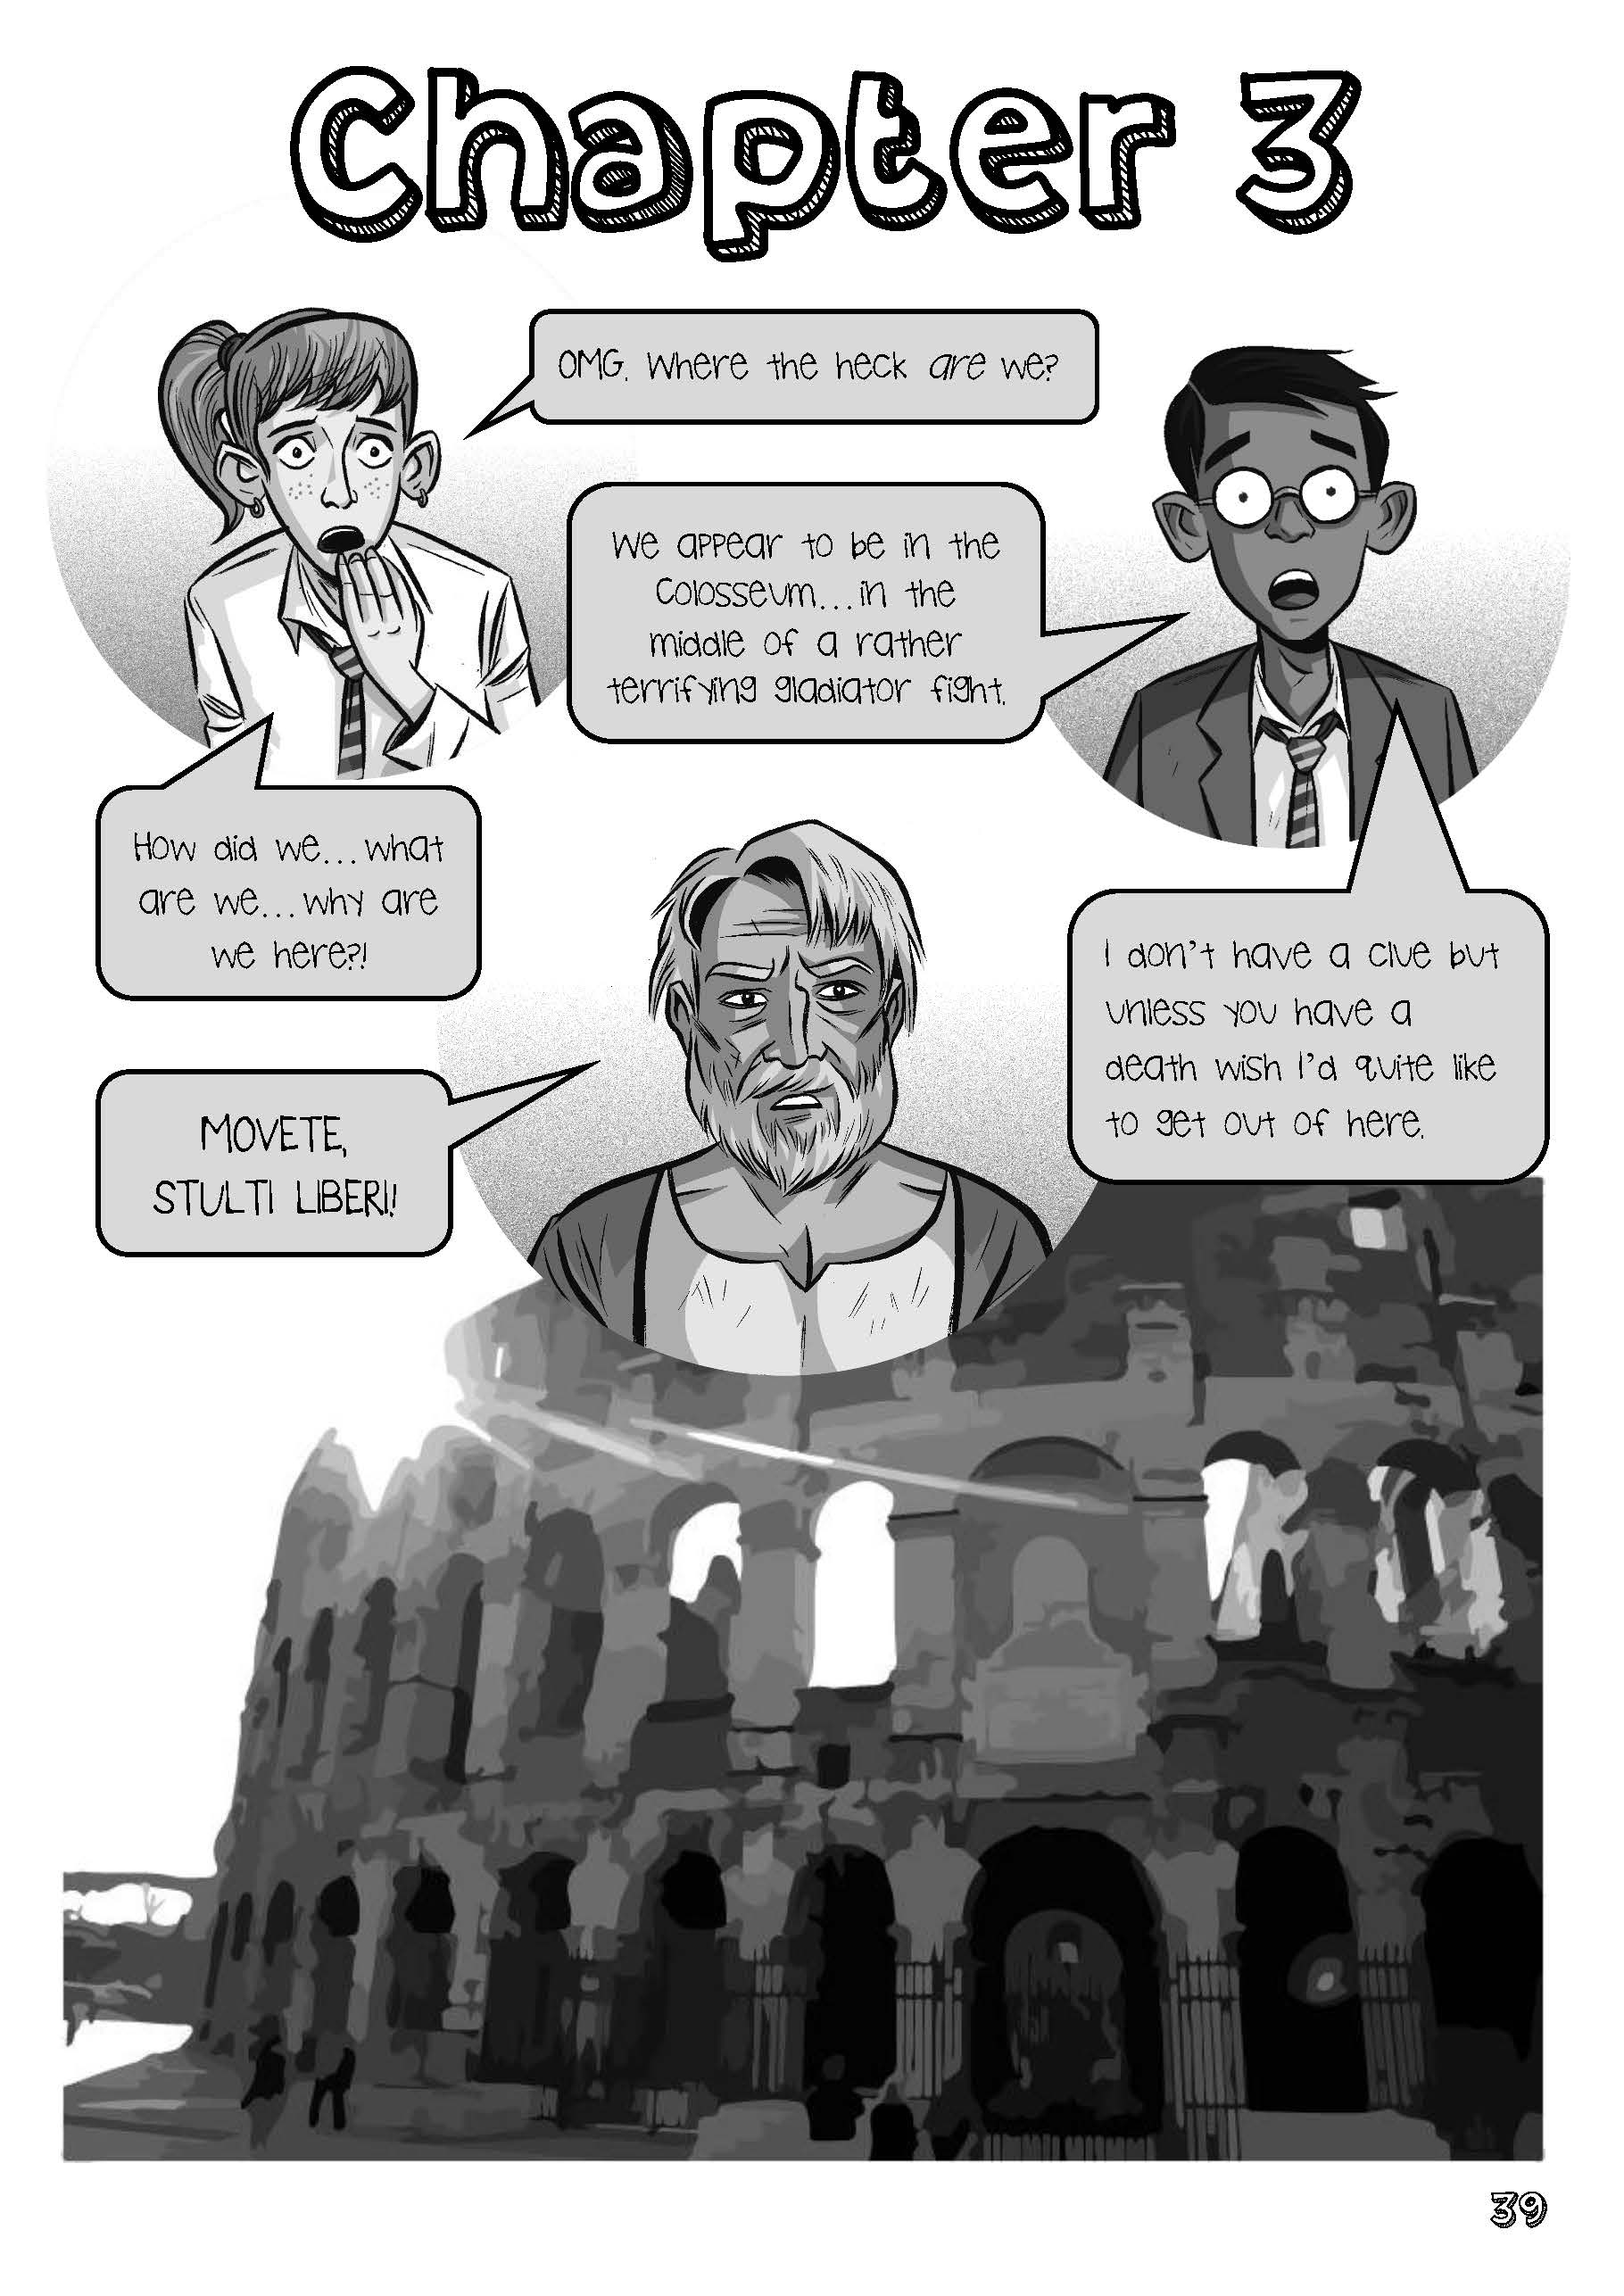 Chapter 3
OMG. Where the heck are we?
We appear to be in the
Colosseum...in the
middle of a rather
terrifying gladiator fight.
How did we...what
are we...why are
we here?!
I don't have a clue but
unless you have a
death wish I'd quite like
to get out of here.
MOVETE,
STULTI LIBERI!
39